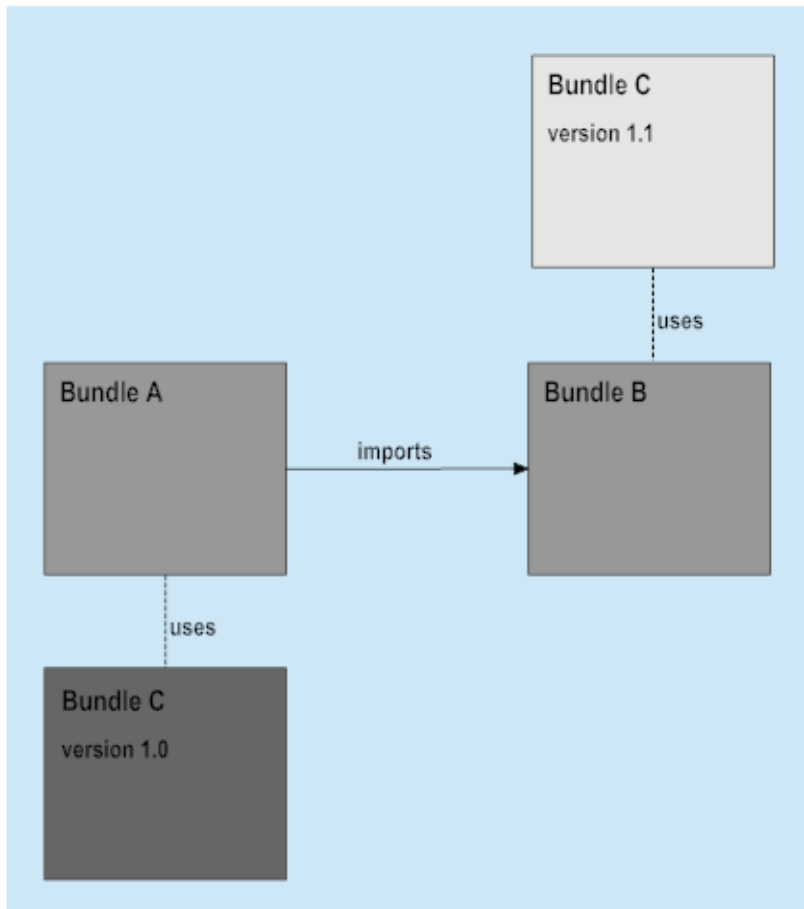 Bundle C
version 1.1
uses
Bundle A
imports
Bundle B
uses
Bundle C
version 1.0